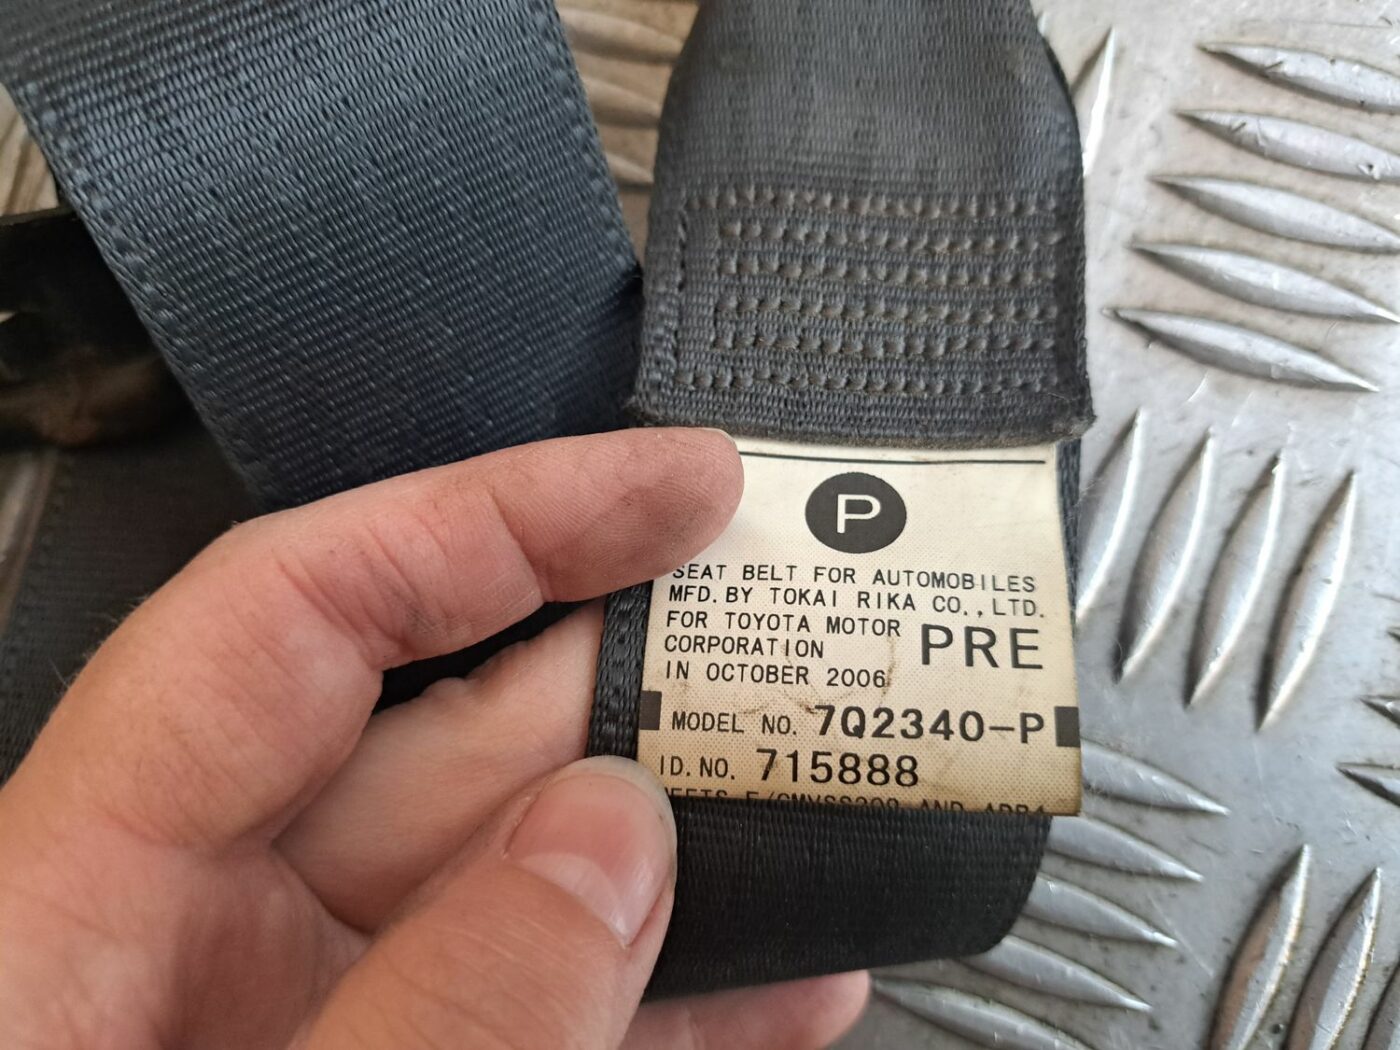 P
SEAT BELT FOR AUTOMOBILES
MFD. BY TOKAI RIKA CO., LTD.
FOR TOYOTA MOTOR
CORPORATION
PRE
IN OCTOBER 2006
MODEL NO. 7Q2340-P
ID. NO. 715888
AND